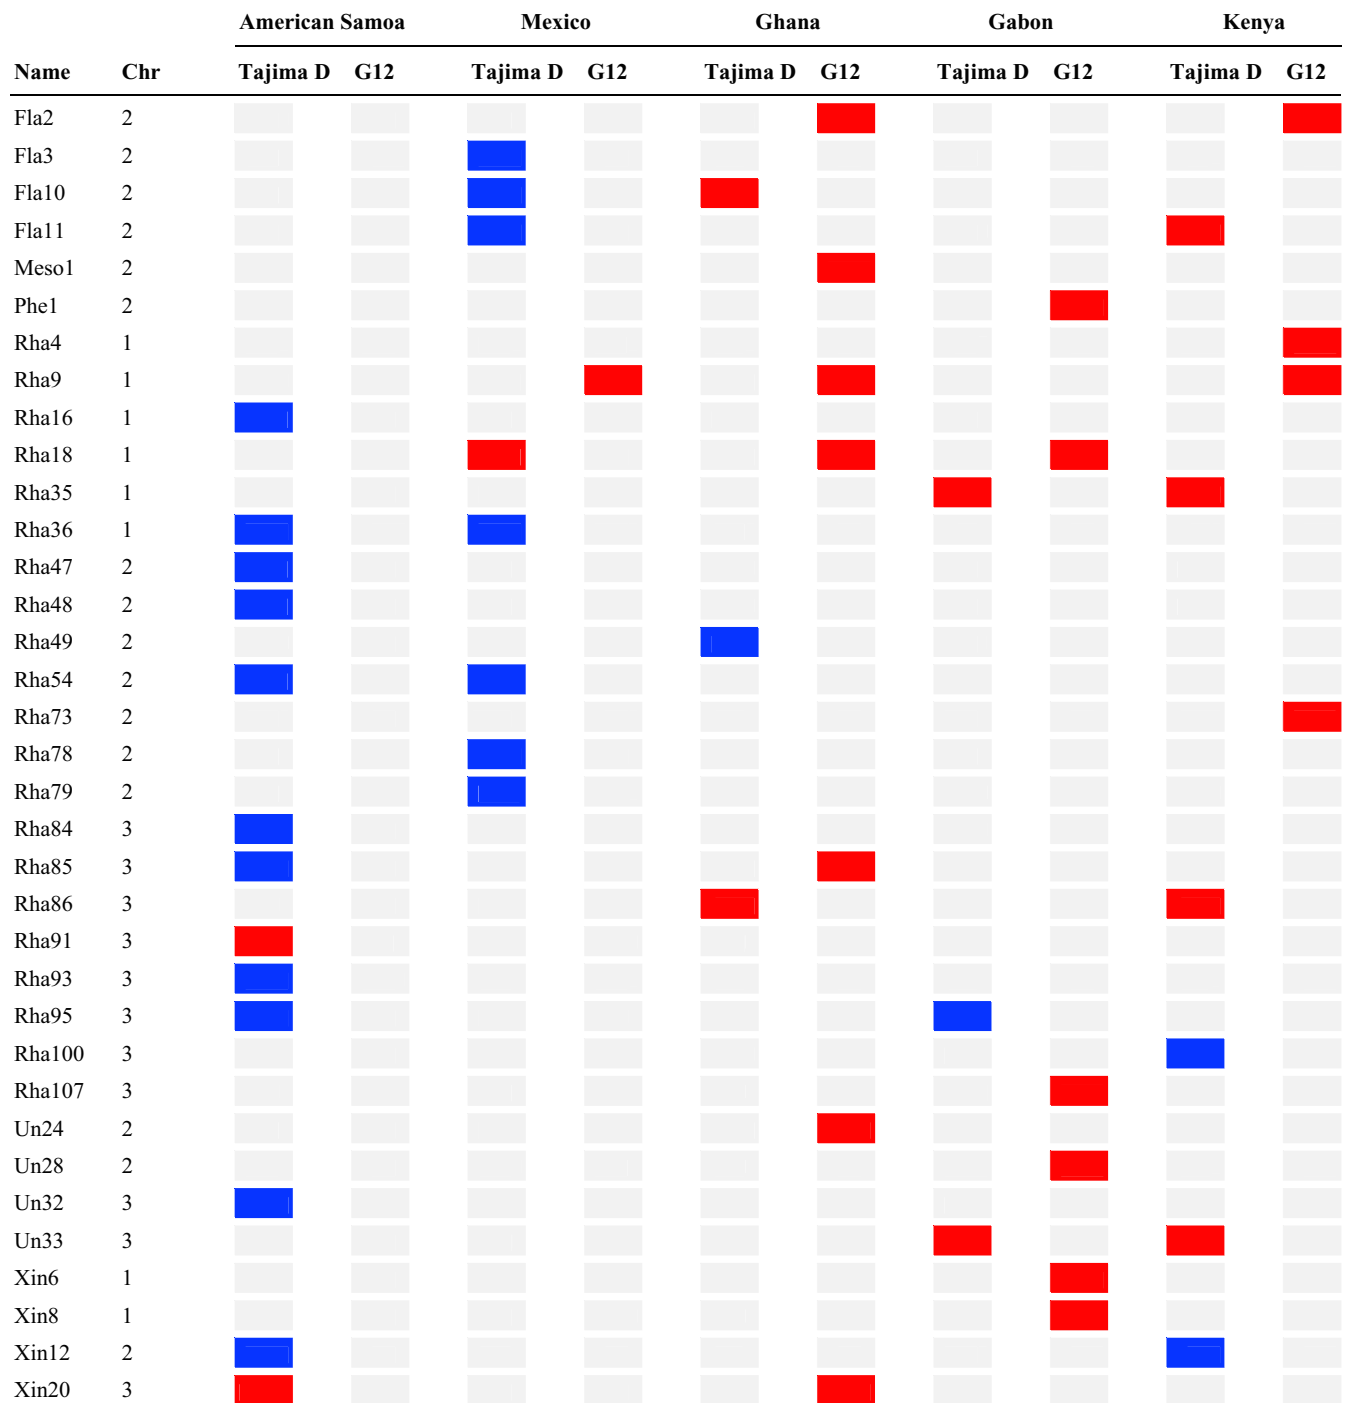 American Samoa Mexico Ghana Gabon Kenya
Name Chr Tajima D G12 Tajima D G12 Tajima D G12 Tajima D G12 Tajima D G12
Fla2 2
Fla3 2
Fla10 2
Fla11 2
Meso1 2
Phe1 2
Rha4 1
Rha9 1
Rha16 1
Rha18 1
Rha35 1
Rha36 1
Rha47 2
Rha48 2
Rha49 2
Rha54 2
Rha73 2
Rha78 2
Rha79 2
Rha84 3
Rha85 3
Rha86 3
Rha91 3
Rha93 3
Rha95 3
Rha100 3
Rha107 3
Un24 2
Un28 2
Un32 3
Un33 3
Xin6 1
Xin8 1
Xin12 2
Xin20 3